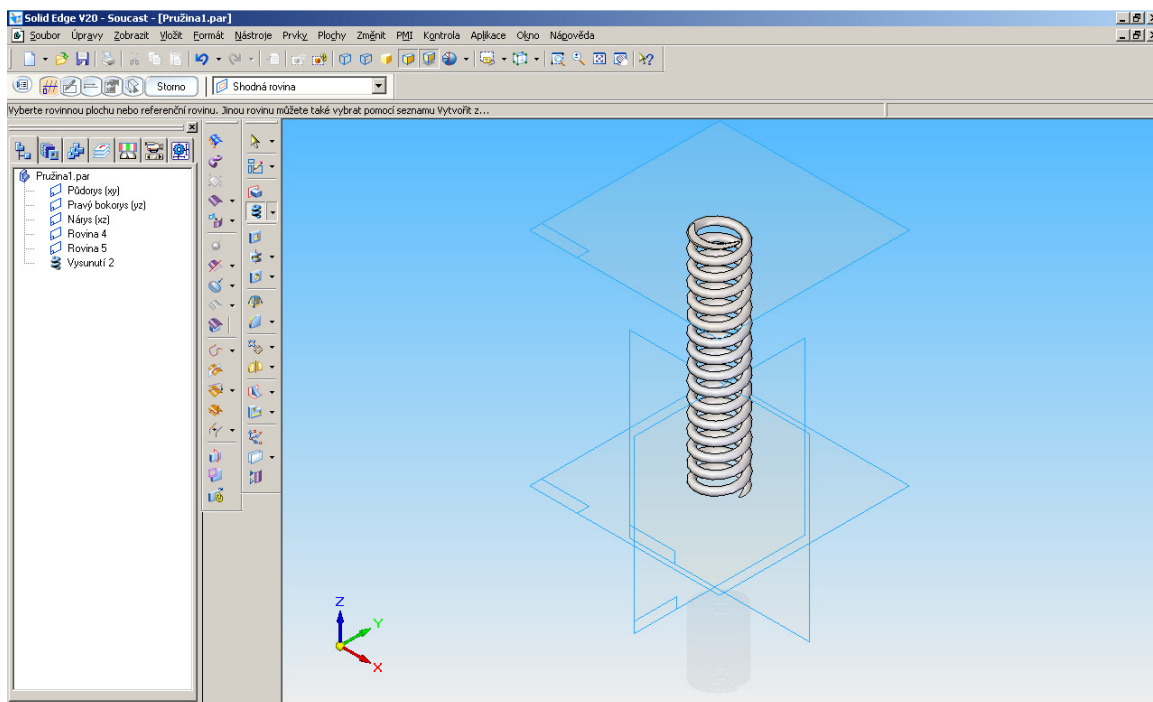 Solid Edge V20 - Soucast - [Pružina1.par]
Soubor Úpravy Zobrazit Vložit Formát Nástroje Prvky Plochy Změnit PMI Kontrola Aplikace Okno Nápověda
Storno Shodná rovina
Vyberte rovinnou plochu nebo referenční rovinu. Jinou rovinu můžete také vybrat pomocí seznamu Vytvořit z...
Pružina1.par
Půdorys (xy)
Pravý bokorys (yz)
Nárys (xz)
Rovina 4
Rovina 5
Vysunutí 2
Z
Y
X